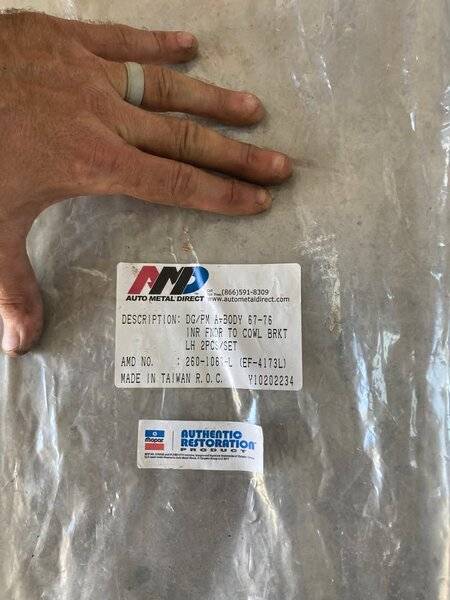 AMD
AUTO METAL DIRECT
(866)591-8309
www.autometaldirect.com
DESCRIPTION: DG/PM A-BODY 67-76
INR FNDR TO COWL BRKT
LH 2PCS/SET
AMD NO. : 260-1067-L (EF-4173L)
MADE IN TAIWAN R.O.C. Y10202234
Mopar
AUTHENTIC
RESTORATION
PRODUCT